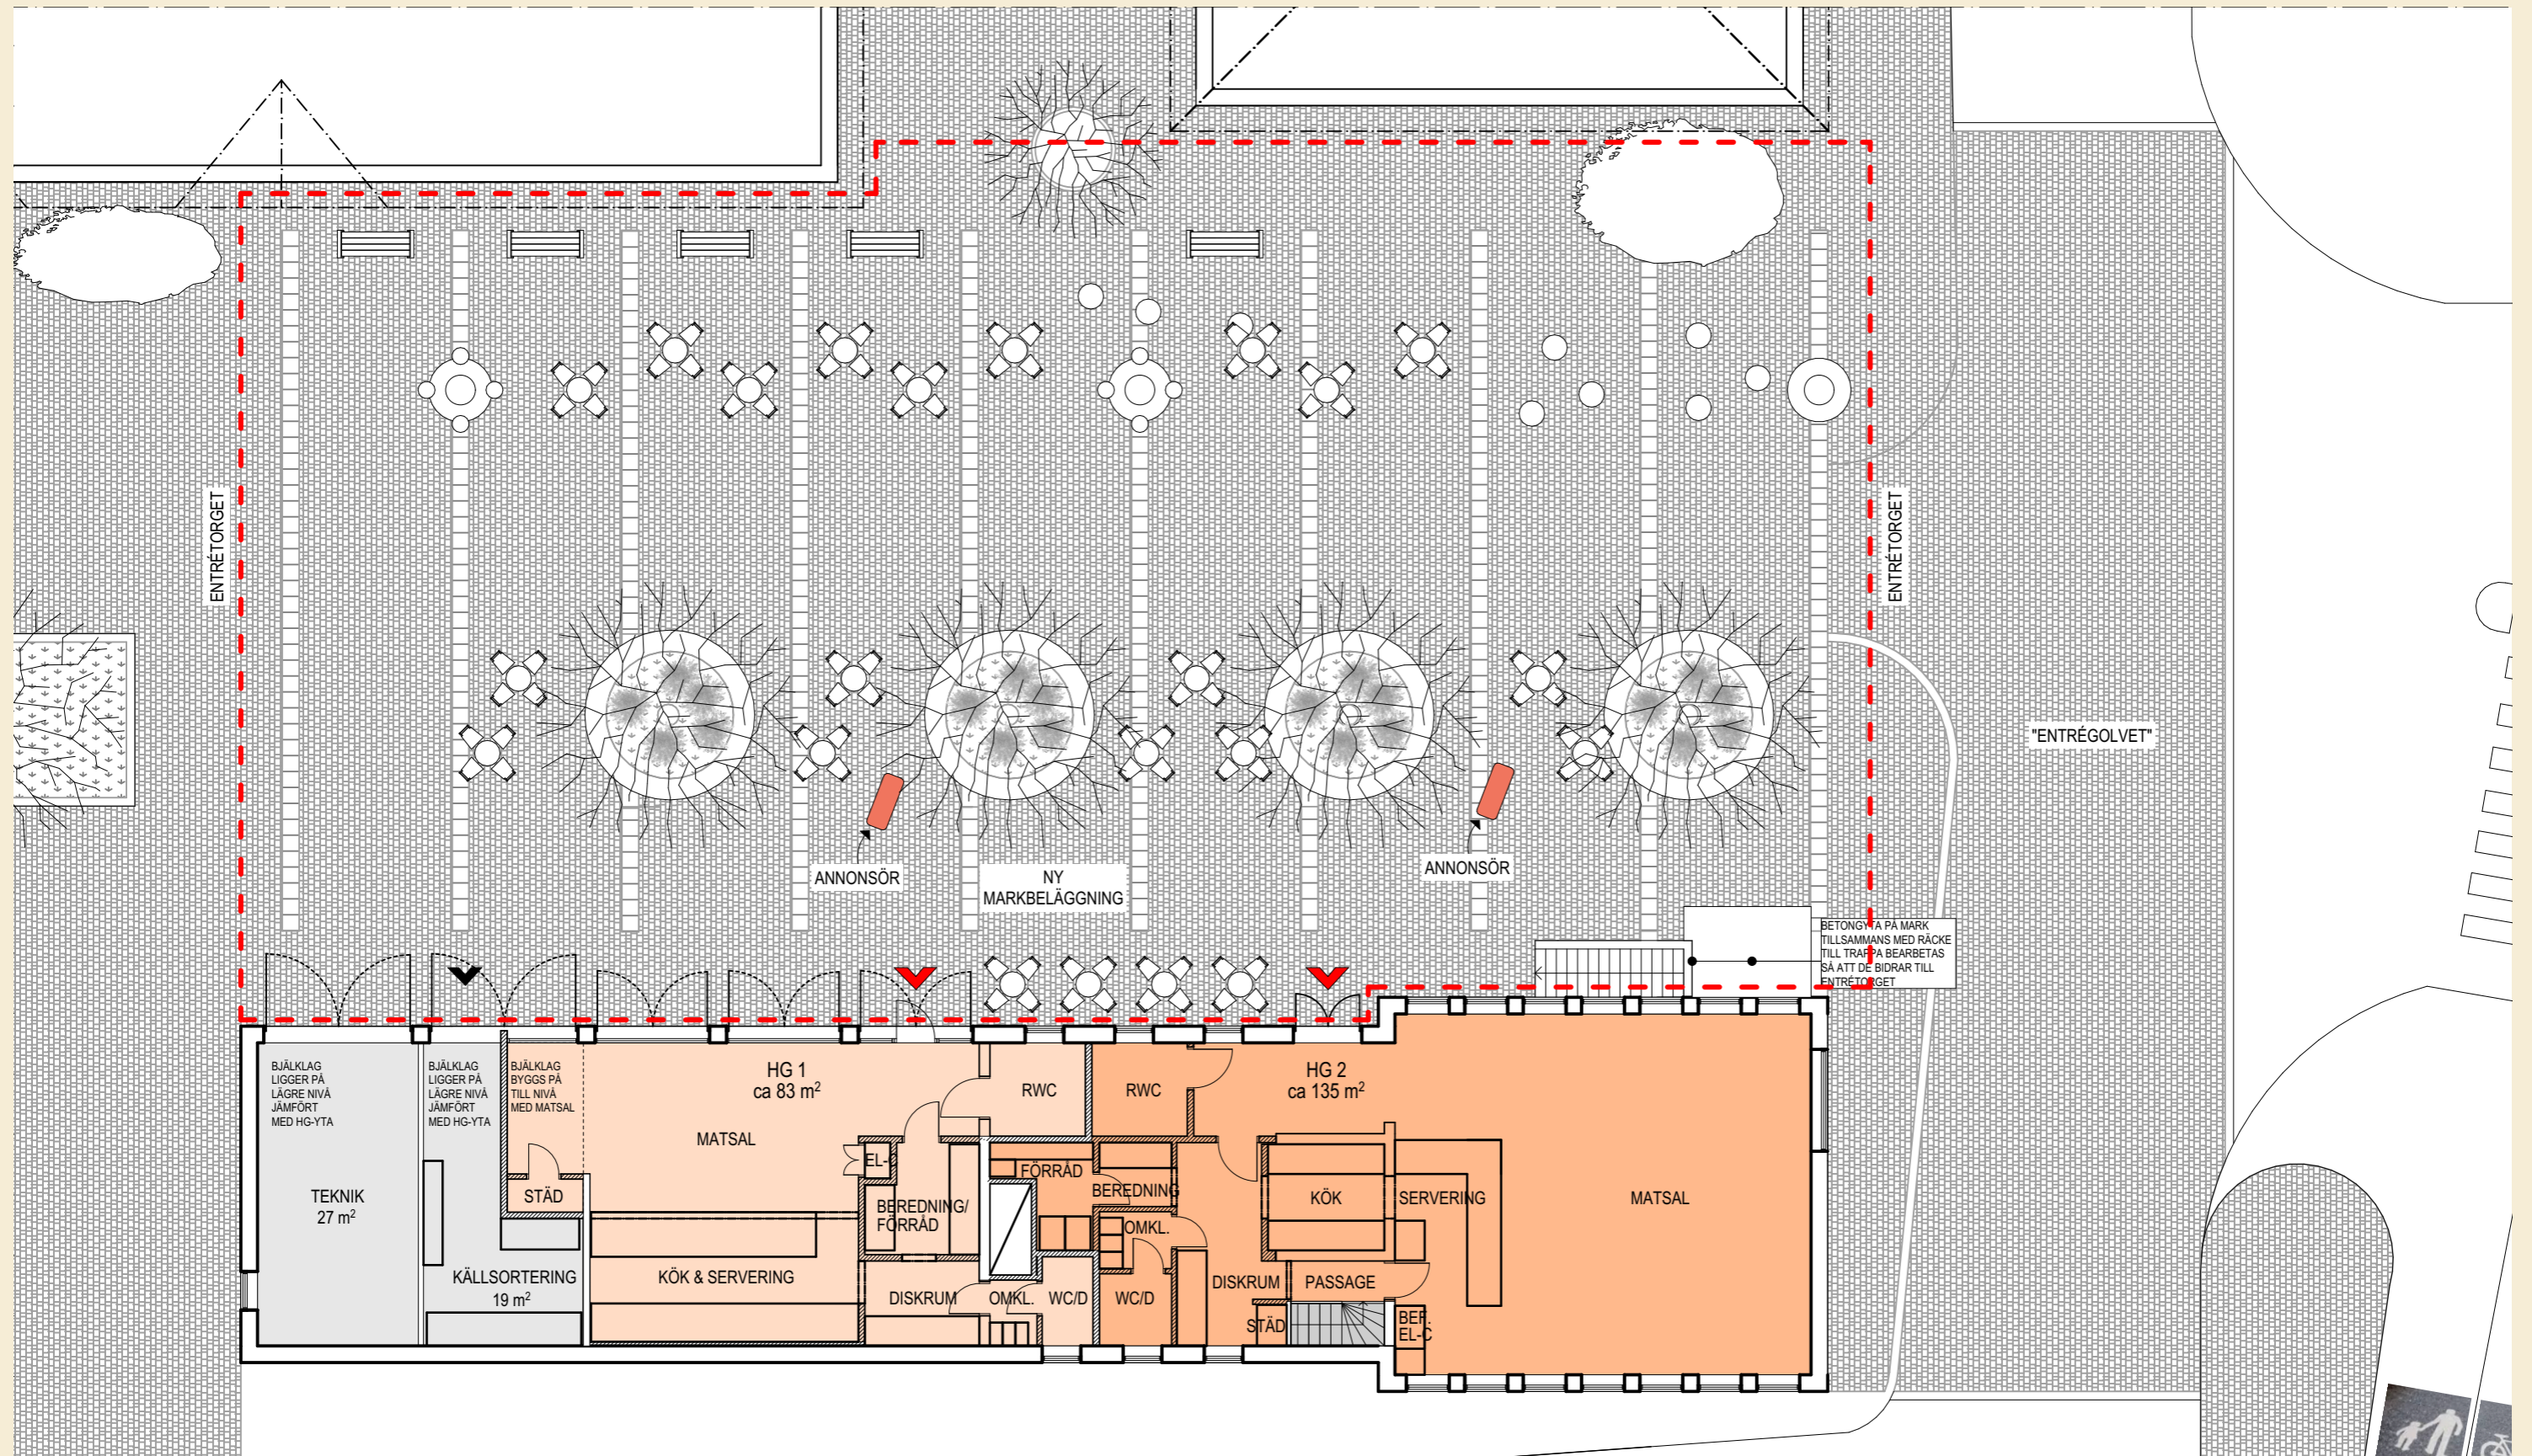 ENTRÉTORGET
ENTRÉTORGET
"ENTRÉGOLVET"
ANNONSÖR
NY
MARKBELÄGGNING
ANNONSÖR
BETONGYTA PÅ MARK
TILLSAMMANS MED RÄCKE
TILL TRAPPA BEARBETAS
SÅ ATT DE BIDRAR TILL
ENTRÉTORGET
BJÄLKLAG
LIGGER PÅ
LÄGRE NIVÅ
JÄMFÖRT
MED HG-YTA
BJÄLKLAG
LIGGER PÅ
LÄGRE NIVÅ
JÄMFÖRT
MED HG-YTA
BJÄLKLAG
BYGGS PÅ
TILL NIVÅ
MED MATSAL
HG 1
ca 83 m²
RWC
RWC
HG 2
ca 135 m²
MATSAL
EL-C
FÖRRÅD
BEREDNING
TEKNIK
27 m²
STÄD
BEREDNING/
FÖRRÅD
OMKL.
KÖK
SERVERING
MATSAL
KÄLLSORTERING
19 m²
KÖK & SERVERING
DISKRUM
OMKL.
WC/D
WC/D
DISKRUM
PASSAGE
STÄD
BEF.
EL-C